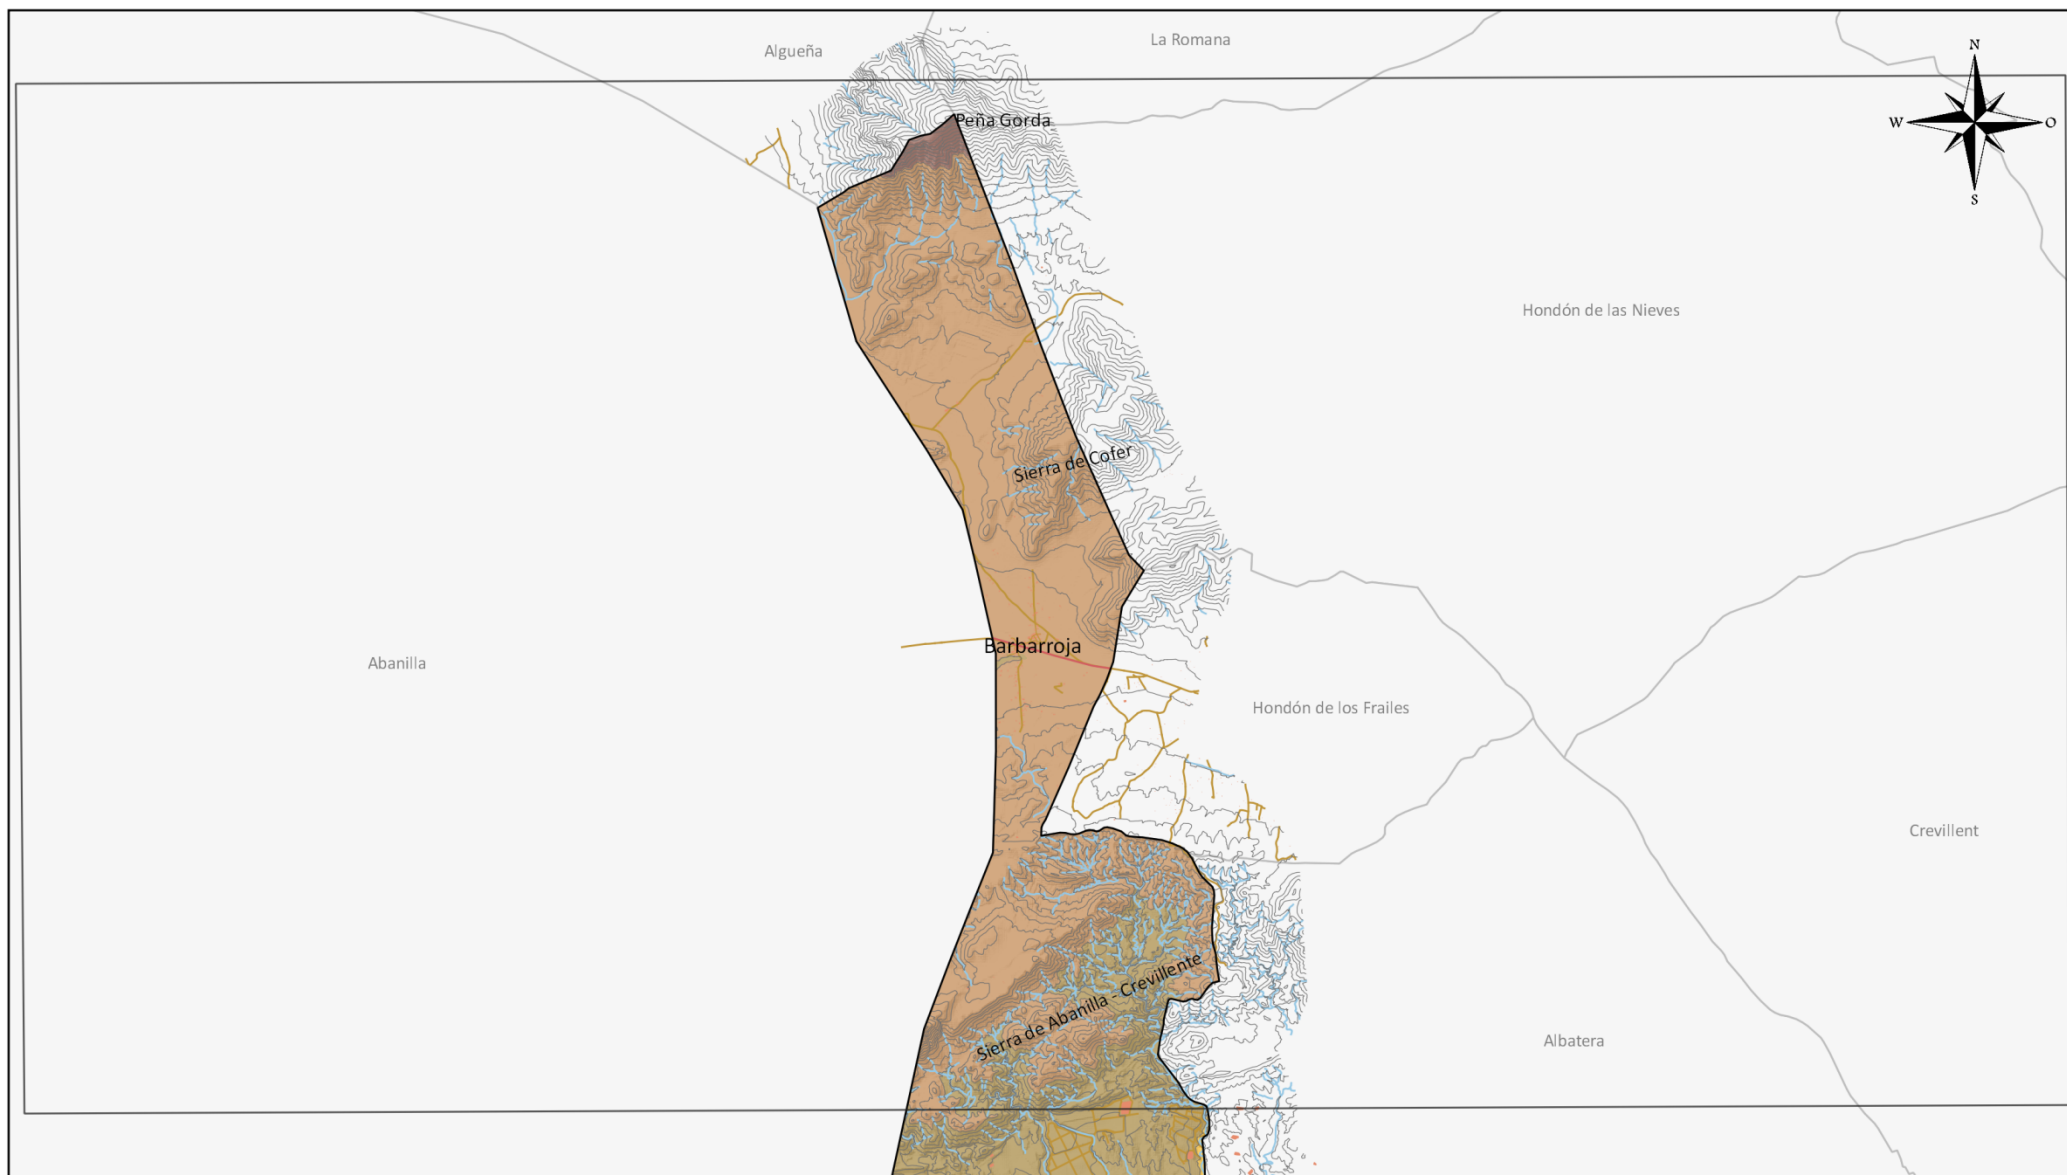 Algueña
La Romana
N
W
O
S
Peña Gorda
Hondón de las Nieves
Sierra de Cofer
Barbarroja
Abanilla
Hondón de los Frailes
Crevillent
Sierra de Abanilla - Crevillente
Albatera